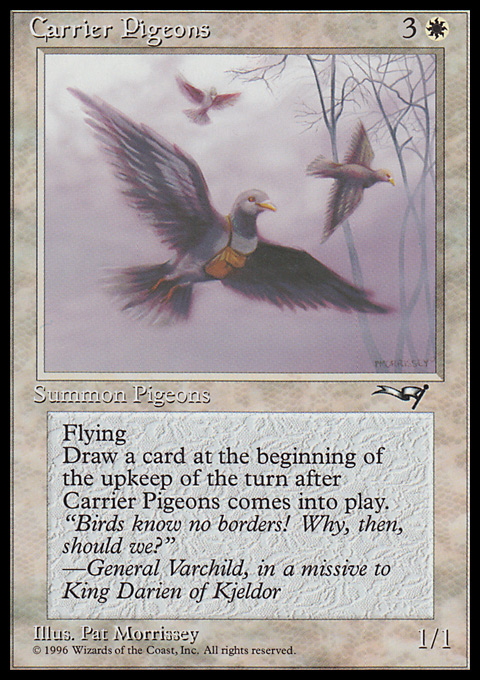 Carrier Pigeons 3
MORRISSEY
Summon Pigeons
Flying
Draw a card at the beginning of
the upkeep of the turn after
Carrier Pigeons comes into play.
“Birds know no borders! Why, then,
should we?”
—General Varchild, in a missive to
King Darien of Kjeldor
Illus. Pat Morrissey
1/1
© 1996 Wizards of the Coast, Inc. All rights reserved.